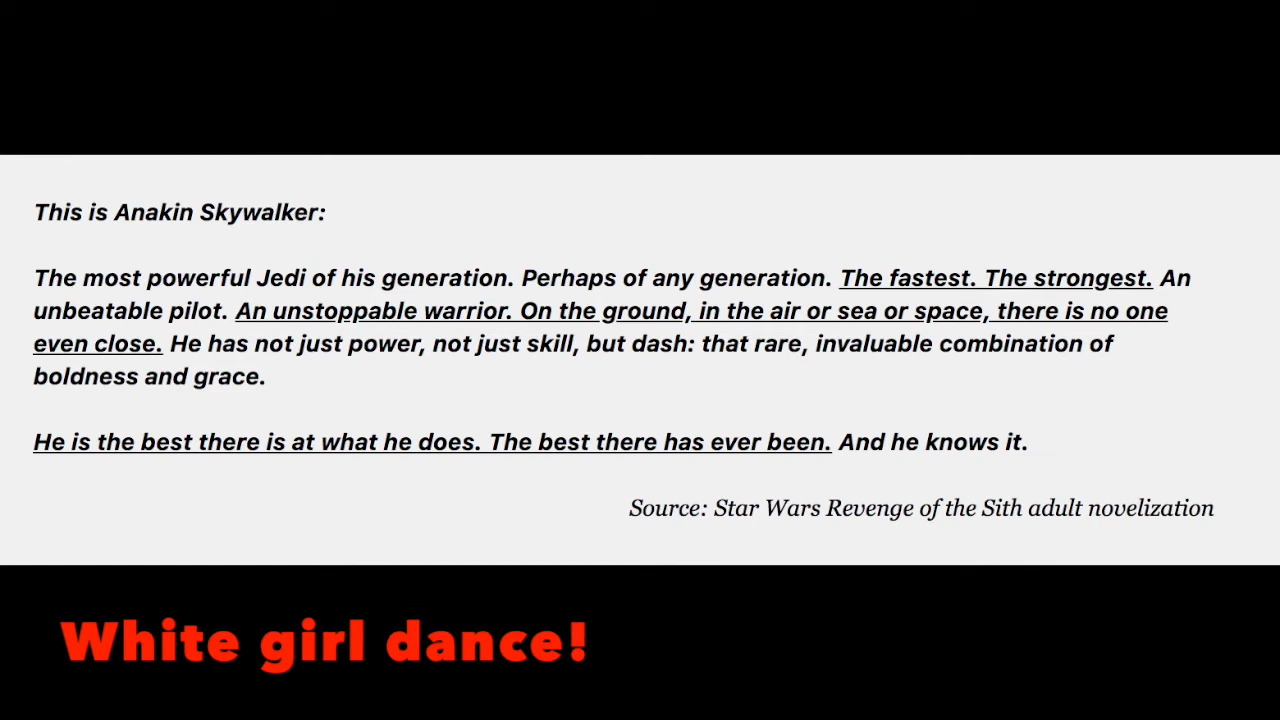 This is Anakin Skywalker:
The most powerful Jedi of his generation. Perhaps of any generation. The fastest. The strongest. An
unbeatable pilot. An unstoppable warrior. On the ground, in the air or sea or space, there is no one
even close. He has not just power, not just skill, but dash: that rare, invaluable combination of
boldness and grace.
He is the best there is at what he does. The best there has ever been. And he knows it.
Source: Star Wars Revenge of the Sith adult novelization
White girl dance!